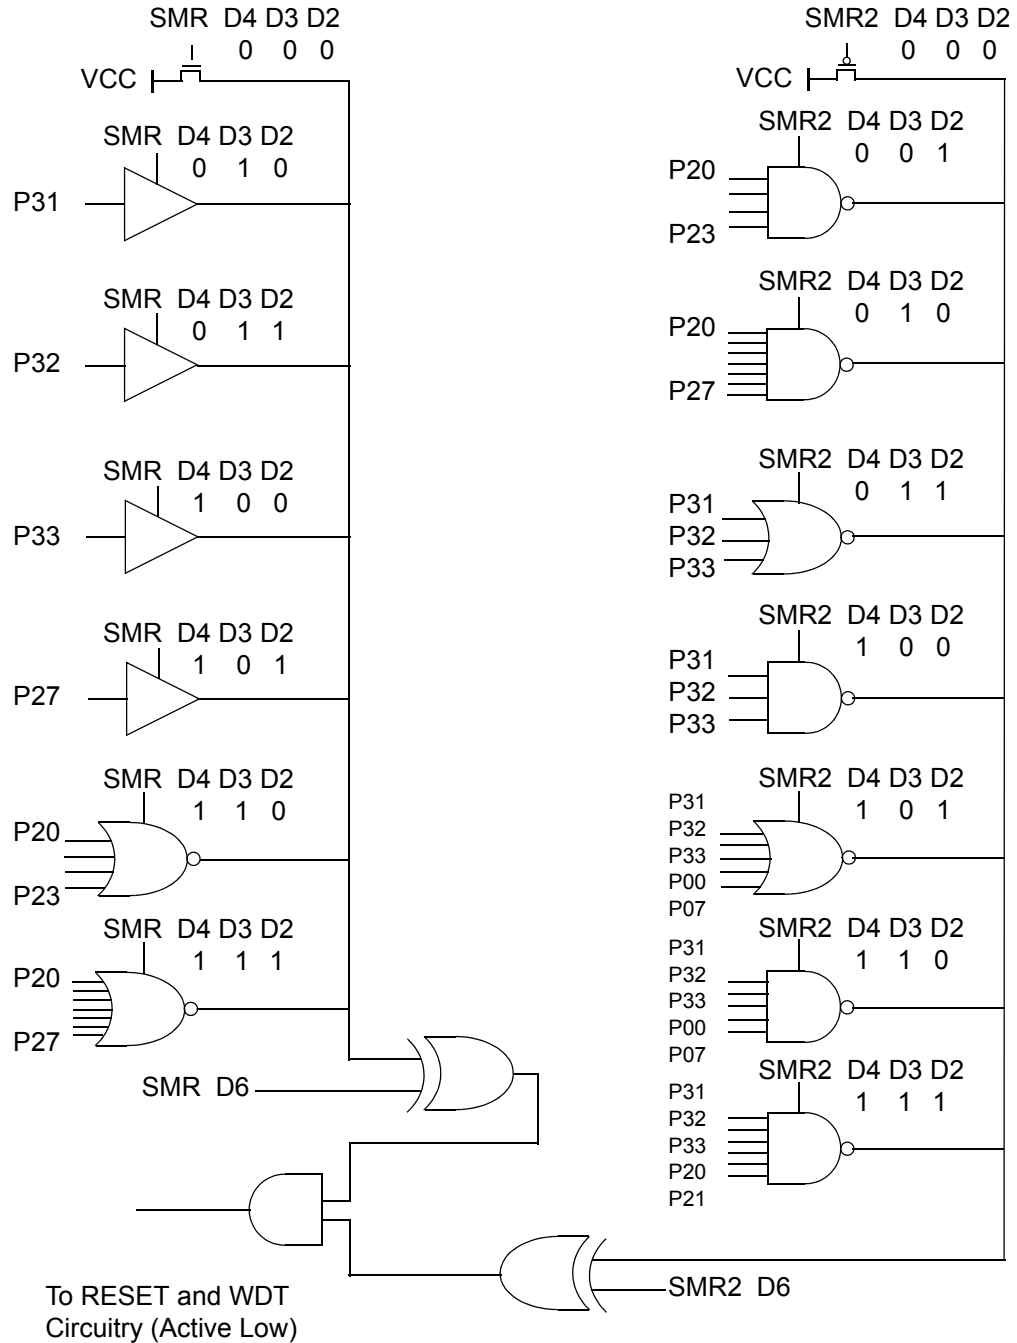 SMR D4 D3 D2
0 0 0
VCC
SMR D4 D3 D2
0 1 0
P31
SMR D4 D3 D2
0 1 1
P32
SMR D4 D3 D2
1 0 0
P33
SMR D4 D3 D2
1 0 1
P27
SMR D4 D3 D2
1 1 0
P20
P23
SMR D4 D3 D2
1 1 1
P20
P27
SMR D6
SMR2 D4 D3 D2
0 0 0
VCC
SMR2 D4 D3 D2
0 0 1
P20
P23
SMR2 D4 D3 D2
0 1 0
P20
P27
SMR2 D4 D3 D2
0 1 1
P31
P32
P33
SMR2 D4 D3 D2
1 0 0
P31
P32
P33
SMR2 D4 D3 D2
1 0 1
P31
P32
P33
P00
P07
SMR2 D4 D3 D2
1 1 0
P31
P32
P33
P00
P07
SMR2 D4 D3 D2
1 1 1
P31
P32
P33
P20
P21
SMR2 D6
To RESET and WDT
Circuitry (Active Low)